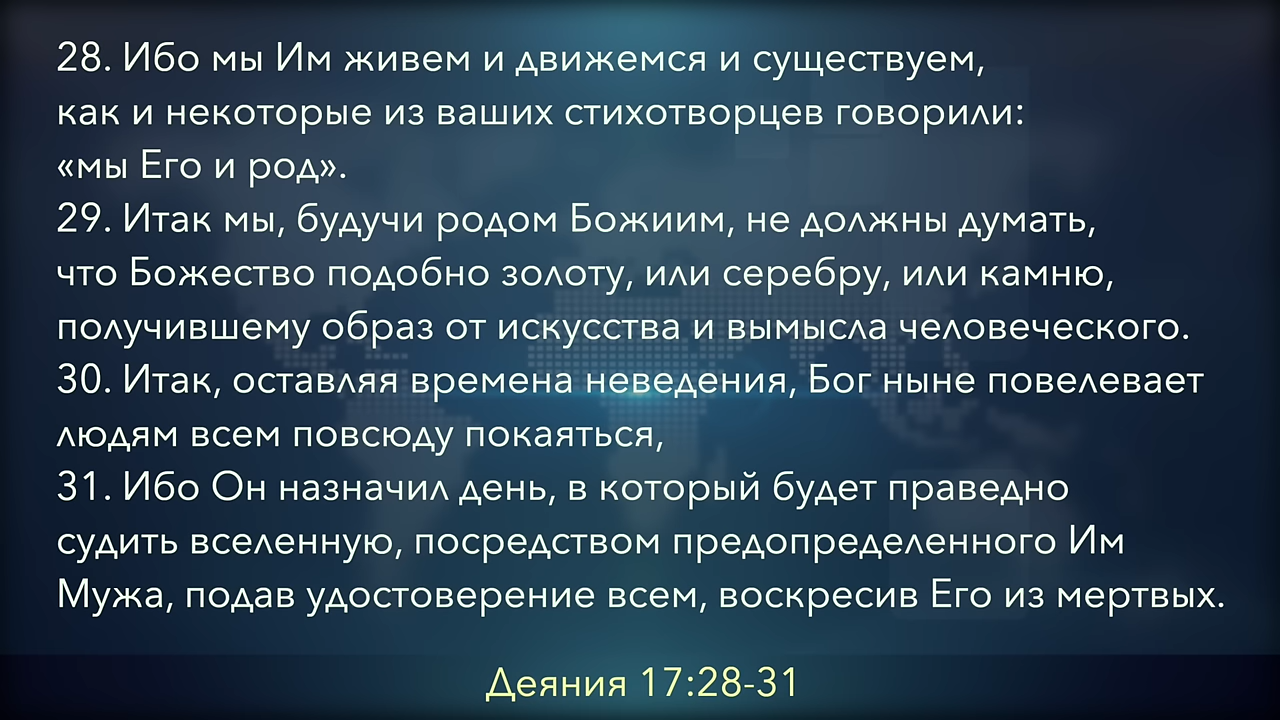 28. Ибо мы Им живем и движемся и существуем,
как и некоторые из ваших стихотворцев говорили:
«мы Его и род».
29. Итак мы, будучи родом Божиим, не должны думать,
что Божество подобно золоту, или серебру, или камню,
получившему образ от искусства и вымысла человеческого.
30. Итак, оставляя времена неведения, Бог ныне повелевает
людям всем повсюду покаяться,
31. Ибо Он назначил день, в который будет праведно
судить вселенную, посредством предопределенного Им
Мужа, подав удостоверение всем, воскресив Его из мертвых.
Деяния 17:28-31